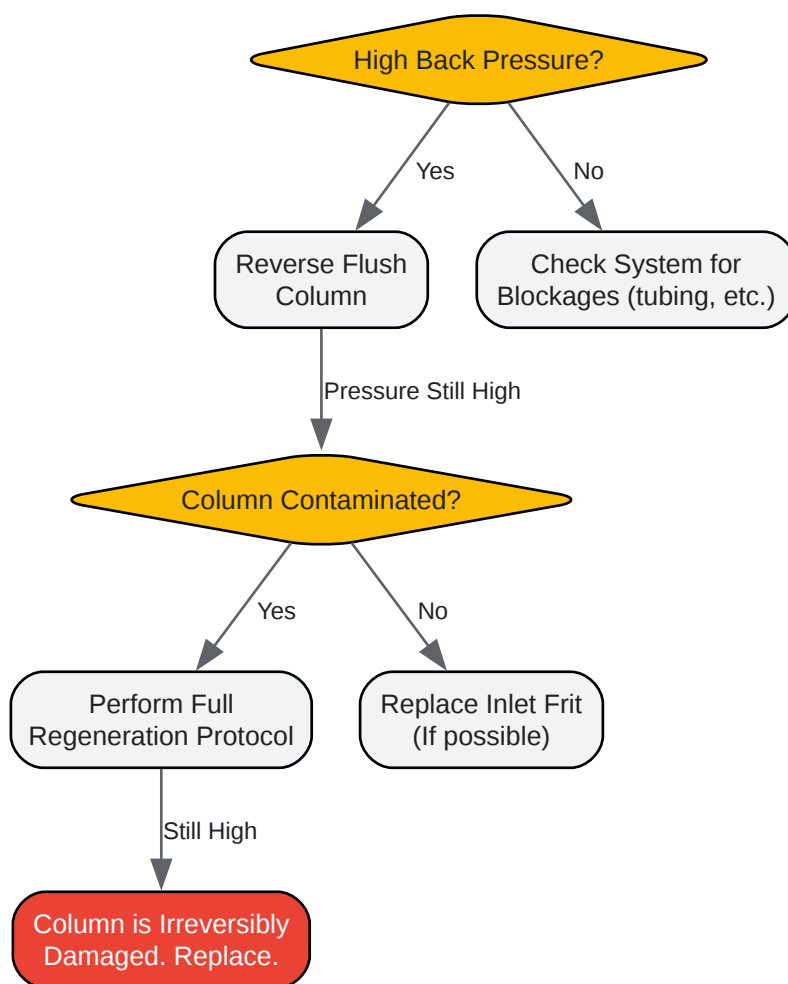 High Back Pressure?
Yes
No
Reverse Flush
Column
Check System for
Blockages (tubing, etc.)
Pressure Still High
Column Contaminated?
Yes
No
Perform Full
Regeneration Protocol
Replace Inlet Frit
(If possible)
Still High
Column is Irreversibly
Damaged. Replace.